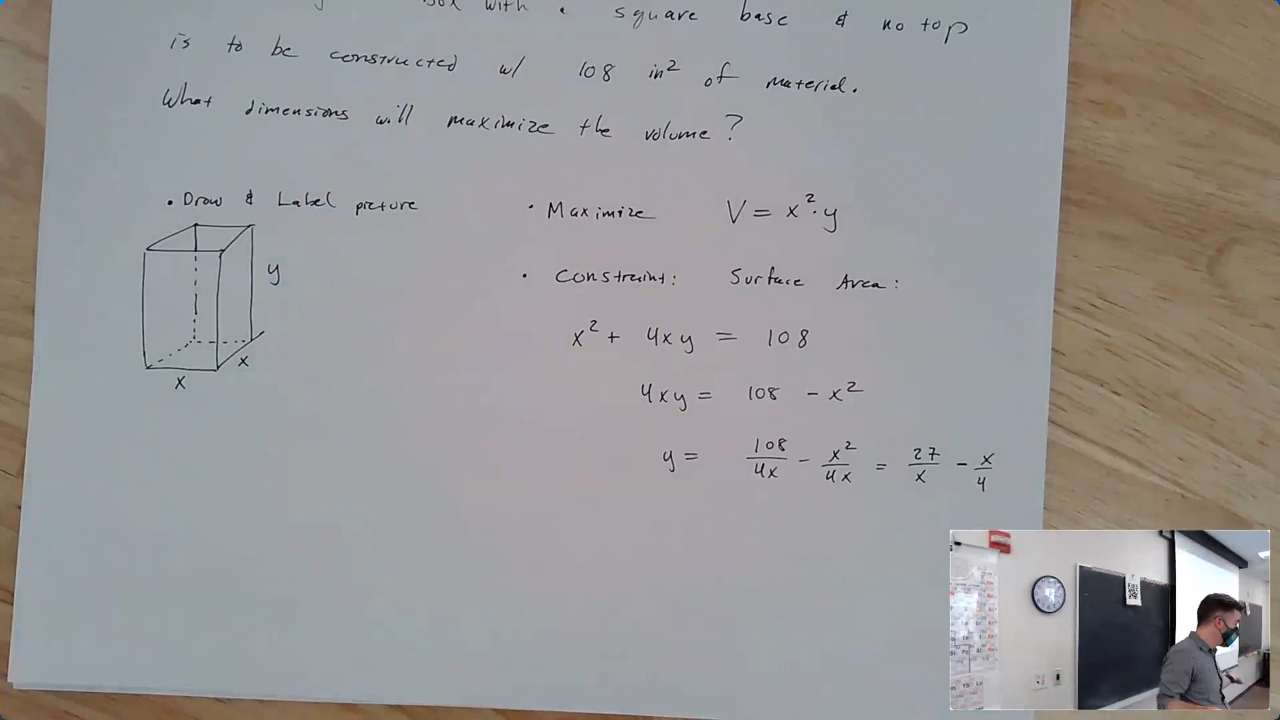 box with a square base & no top
is to be constructed w/ 108 in² of material.
What dimensions will maximize the volume?
• Draw & Label picture
y
x
x
• Maximize V = x²·y
• Constraint: Surface Area:
x² + 4xy = 108
4xy = 108 - x²
y = 108/4x - x²/4x = 27/x - x/4